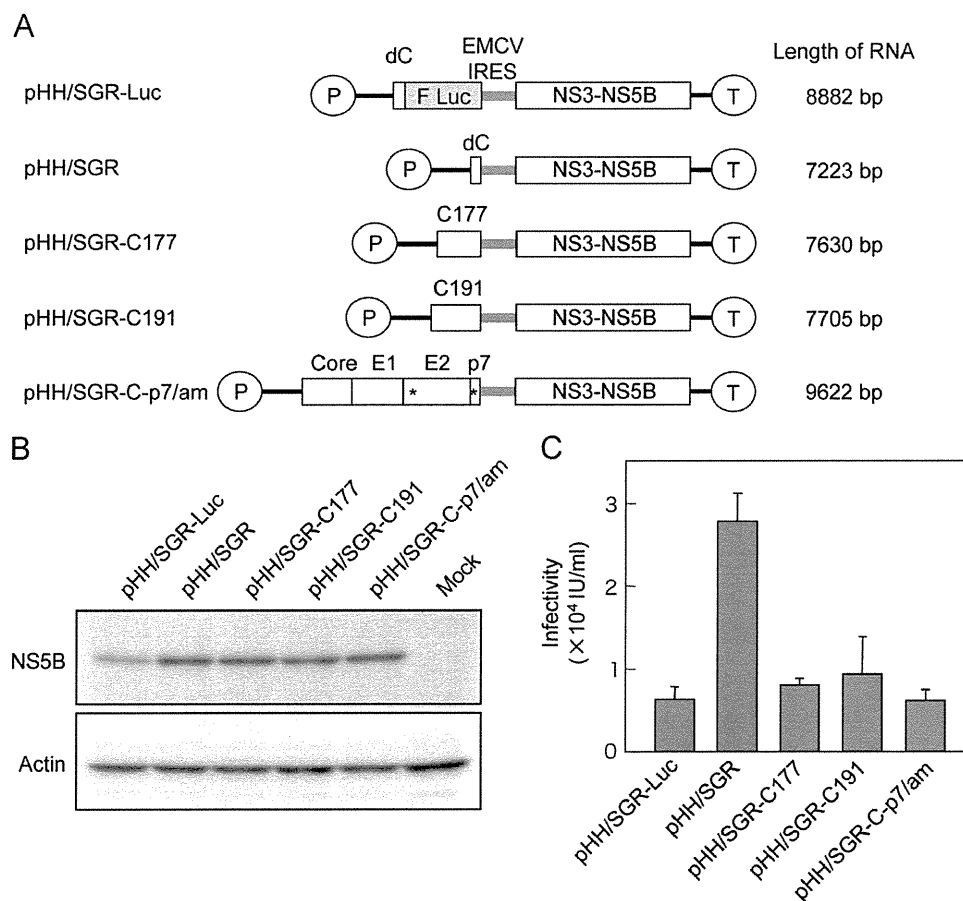 A
dC
EMCV
IRES
Length of RNA
pHH/SGR-Luc
P
F Luc
NS3-NS5B
T
8882 bp
dC
pHH/SGR
P
NS3-NS5B
T
7223 bp
C177
pHH/SGR-C177
P
NS3-NS5B
T
7630 bp
C191
pHH/SGR-C191
P
NS3-NS5B
T
7705 bp
Core E1 E2 p7
pHH/SGR-C-p7/am
P
* *
NS3-NS5B
T
9622 bp
B
pHH/SGR-Luc
pHH/SGR
pHH/SGR-C177
pHH/SGR-C191
pHH/SGR-C-p7/am
Mock
NS5B
Actin
C
Infectivity
(×10⁴ IU/ml)
3
2
1
0
pHH/SGR-Luc
pHH/SGR
pHH/SGR-C177
pHH/SGR-C191
pHH/SGR-C-p7/am